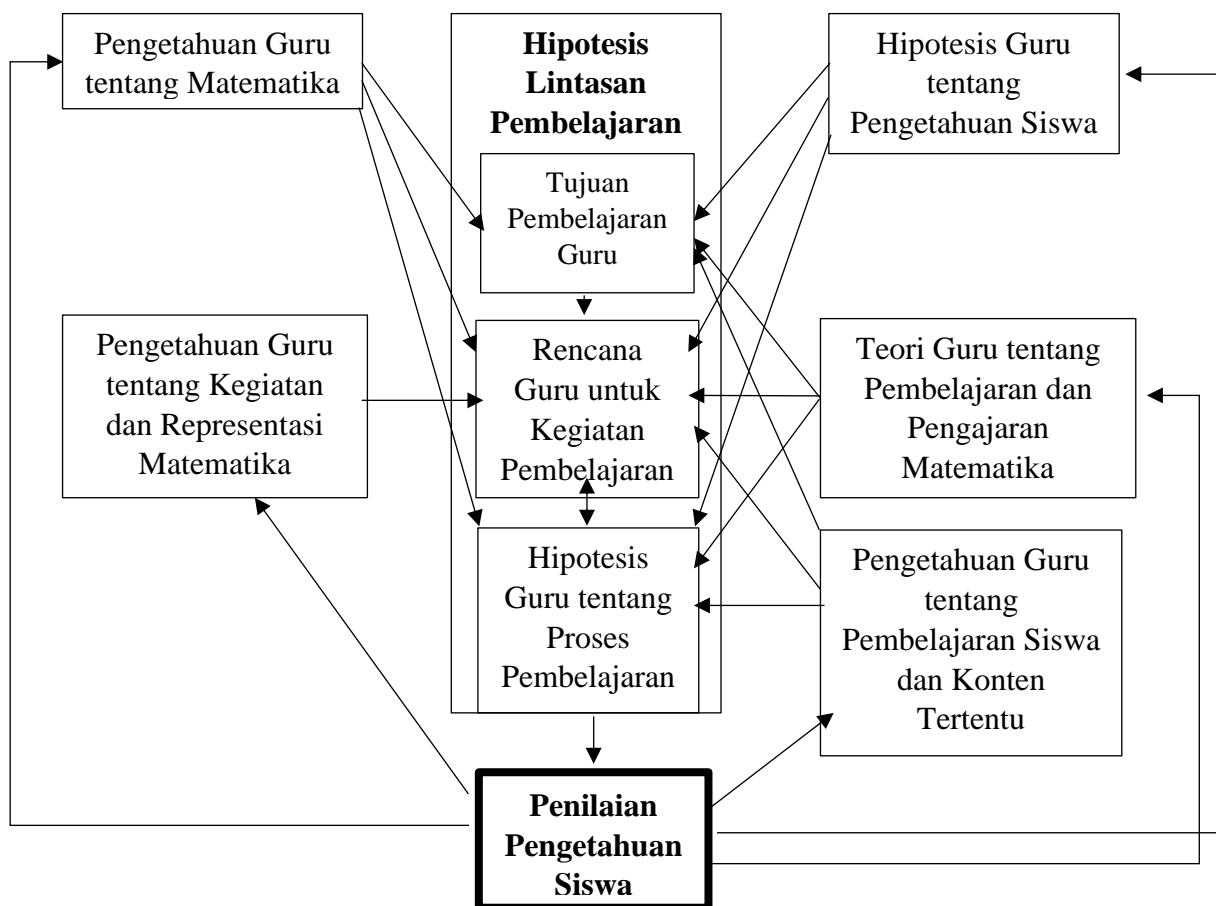 Pengetahuan Guru
tentang Matematika
Hipotesis
Lintasan
Pembelajaran
Hipotesis Guru
tentang
Pengetahuan Siswa
Tujuan
Pembelajaran
Guru
Pengetahuan Guru
tentang Kegiatan
dan Representasi
Matematika
Rencana
Guru untuk
Kegiatan
Pembelajaran
Teori Guru tentang
Pembelajaran dan
Pengajaran
Matematika
Hipotesis
Guru tentang
Proses
Pembelajaran
Pengetahuan Guru
tentang
Pembelajaran Siswa
dan Konten
Tertentu
Penilaian
Pengetahuan
Siswa